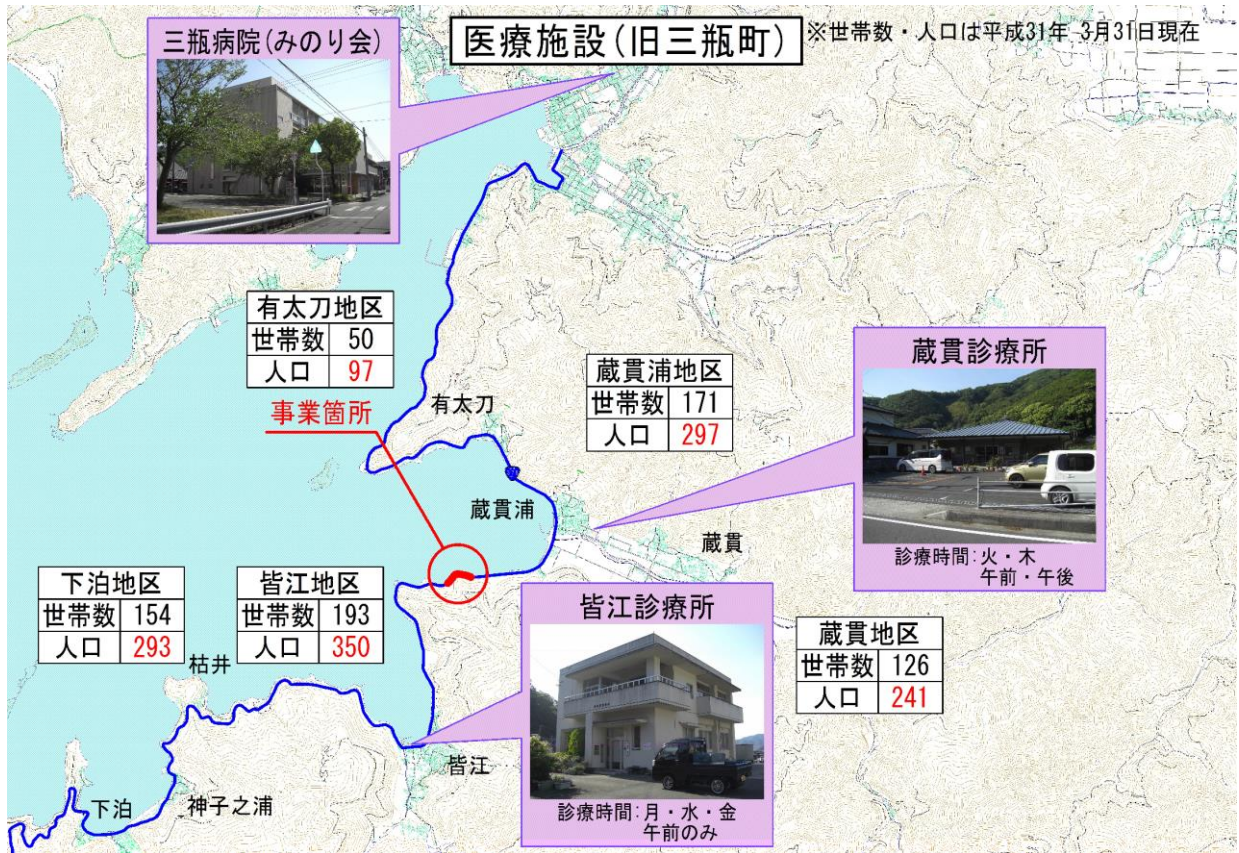 医療施設(旧三瓶町)
※世帯数・人口は平成31年 3月31日現在
三瓶病院(みのり会)
有太刀地区
世帯数 50
人口 97
事業箇所
有太刀
蔵貫浦地区
世帯数 171
人口 297
蔵貫診療所
診療時間:火・木
午前・午後
蔵貫浦
蔵貫
下泊地区
世帯数 154
人口 293
皆江地区
世帯数 193
人口 350
皆江診療所
診療時間:月・水・金
午前のみ
蔵貫地区
世帯数 126
人口 241
枯井
皆江
神子之浦
下泊